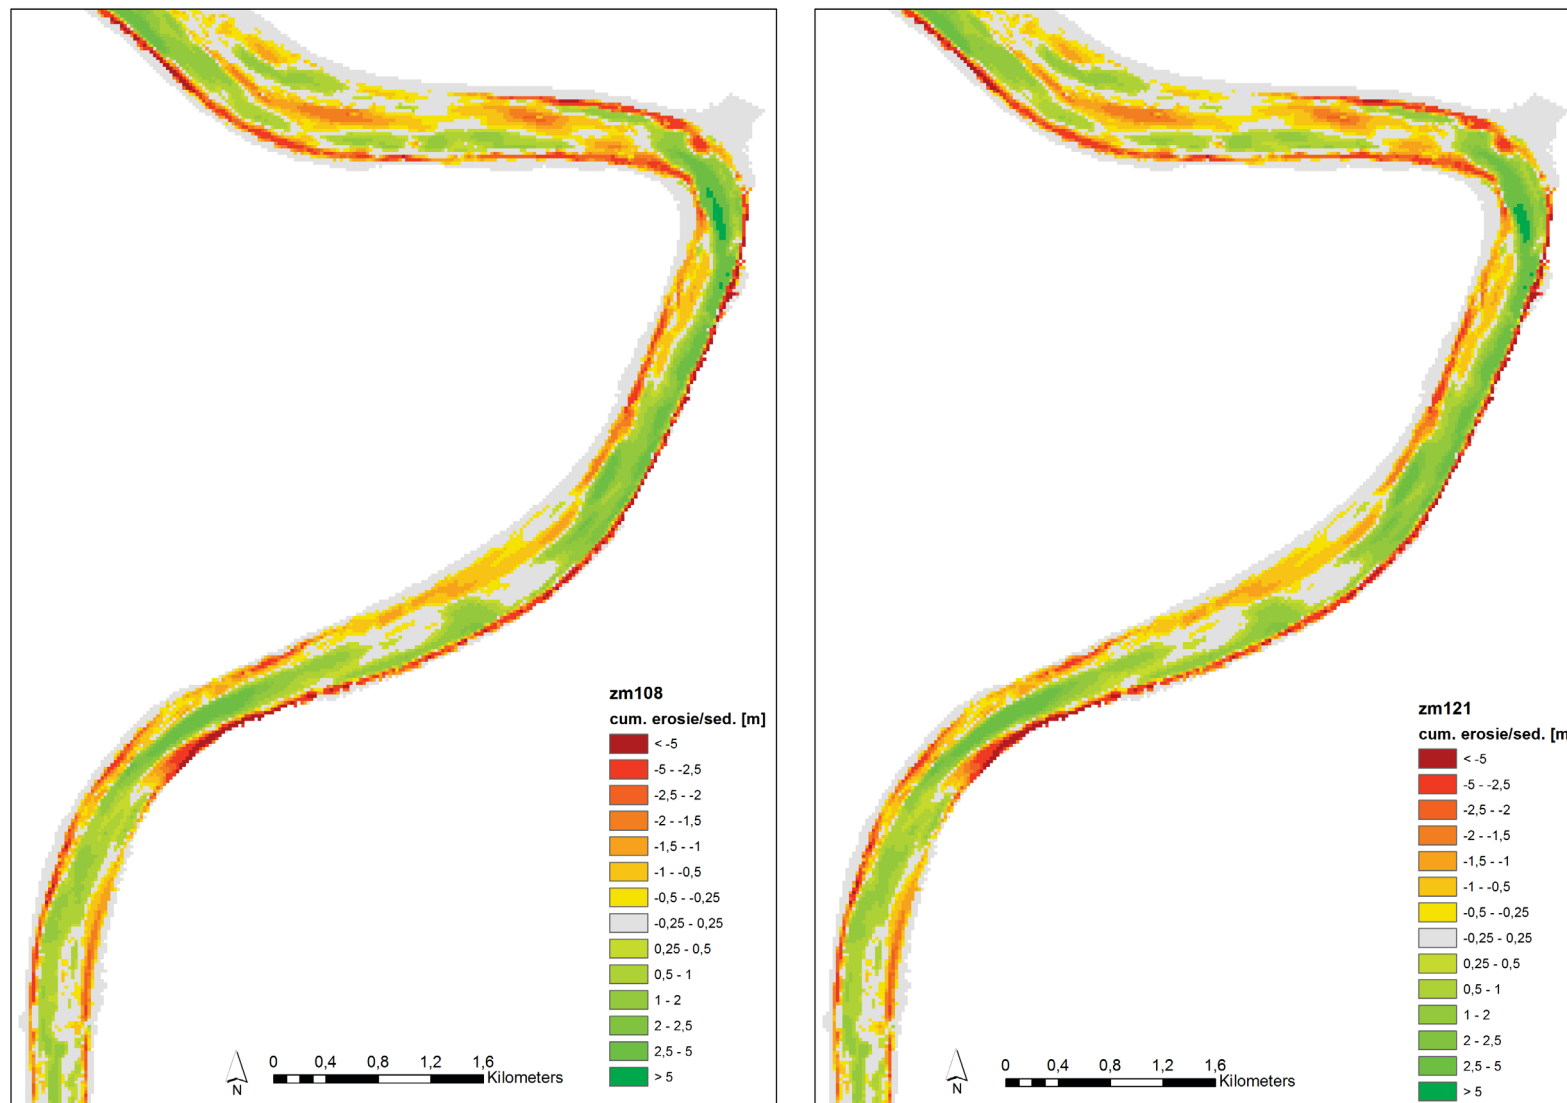 zm108
cum. erosie/sed. [m]
< -5
-5 - -2,5
-2,5 - -2
-2 - -1,5
-1,5 - -1
-1 - -0,5
-0,5 - -0,25
-0,25 - 0,25
0,25 - 0,5
0,5 - 1
1 - 2
2 - 2,5
2,5 - 5
> 5
N
0 0,4 0,8 1,2 1,6
Kilometers
zm121
cum. erosie/sed. [m
< -5
-5 - -2,5
-2,5 - -2
-2 - -1,5
-1,5 - -1
-1 - -0,5
-0,5 - -0,25
-0,25 - 0,25
0,25 - 0,5
0,5 - 1
1 - 2
2 - 2,5
2,5 - 5
> 5
N
0 0,4 0,8 1,2 1,6
Kilometers